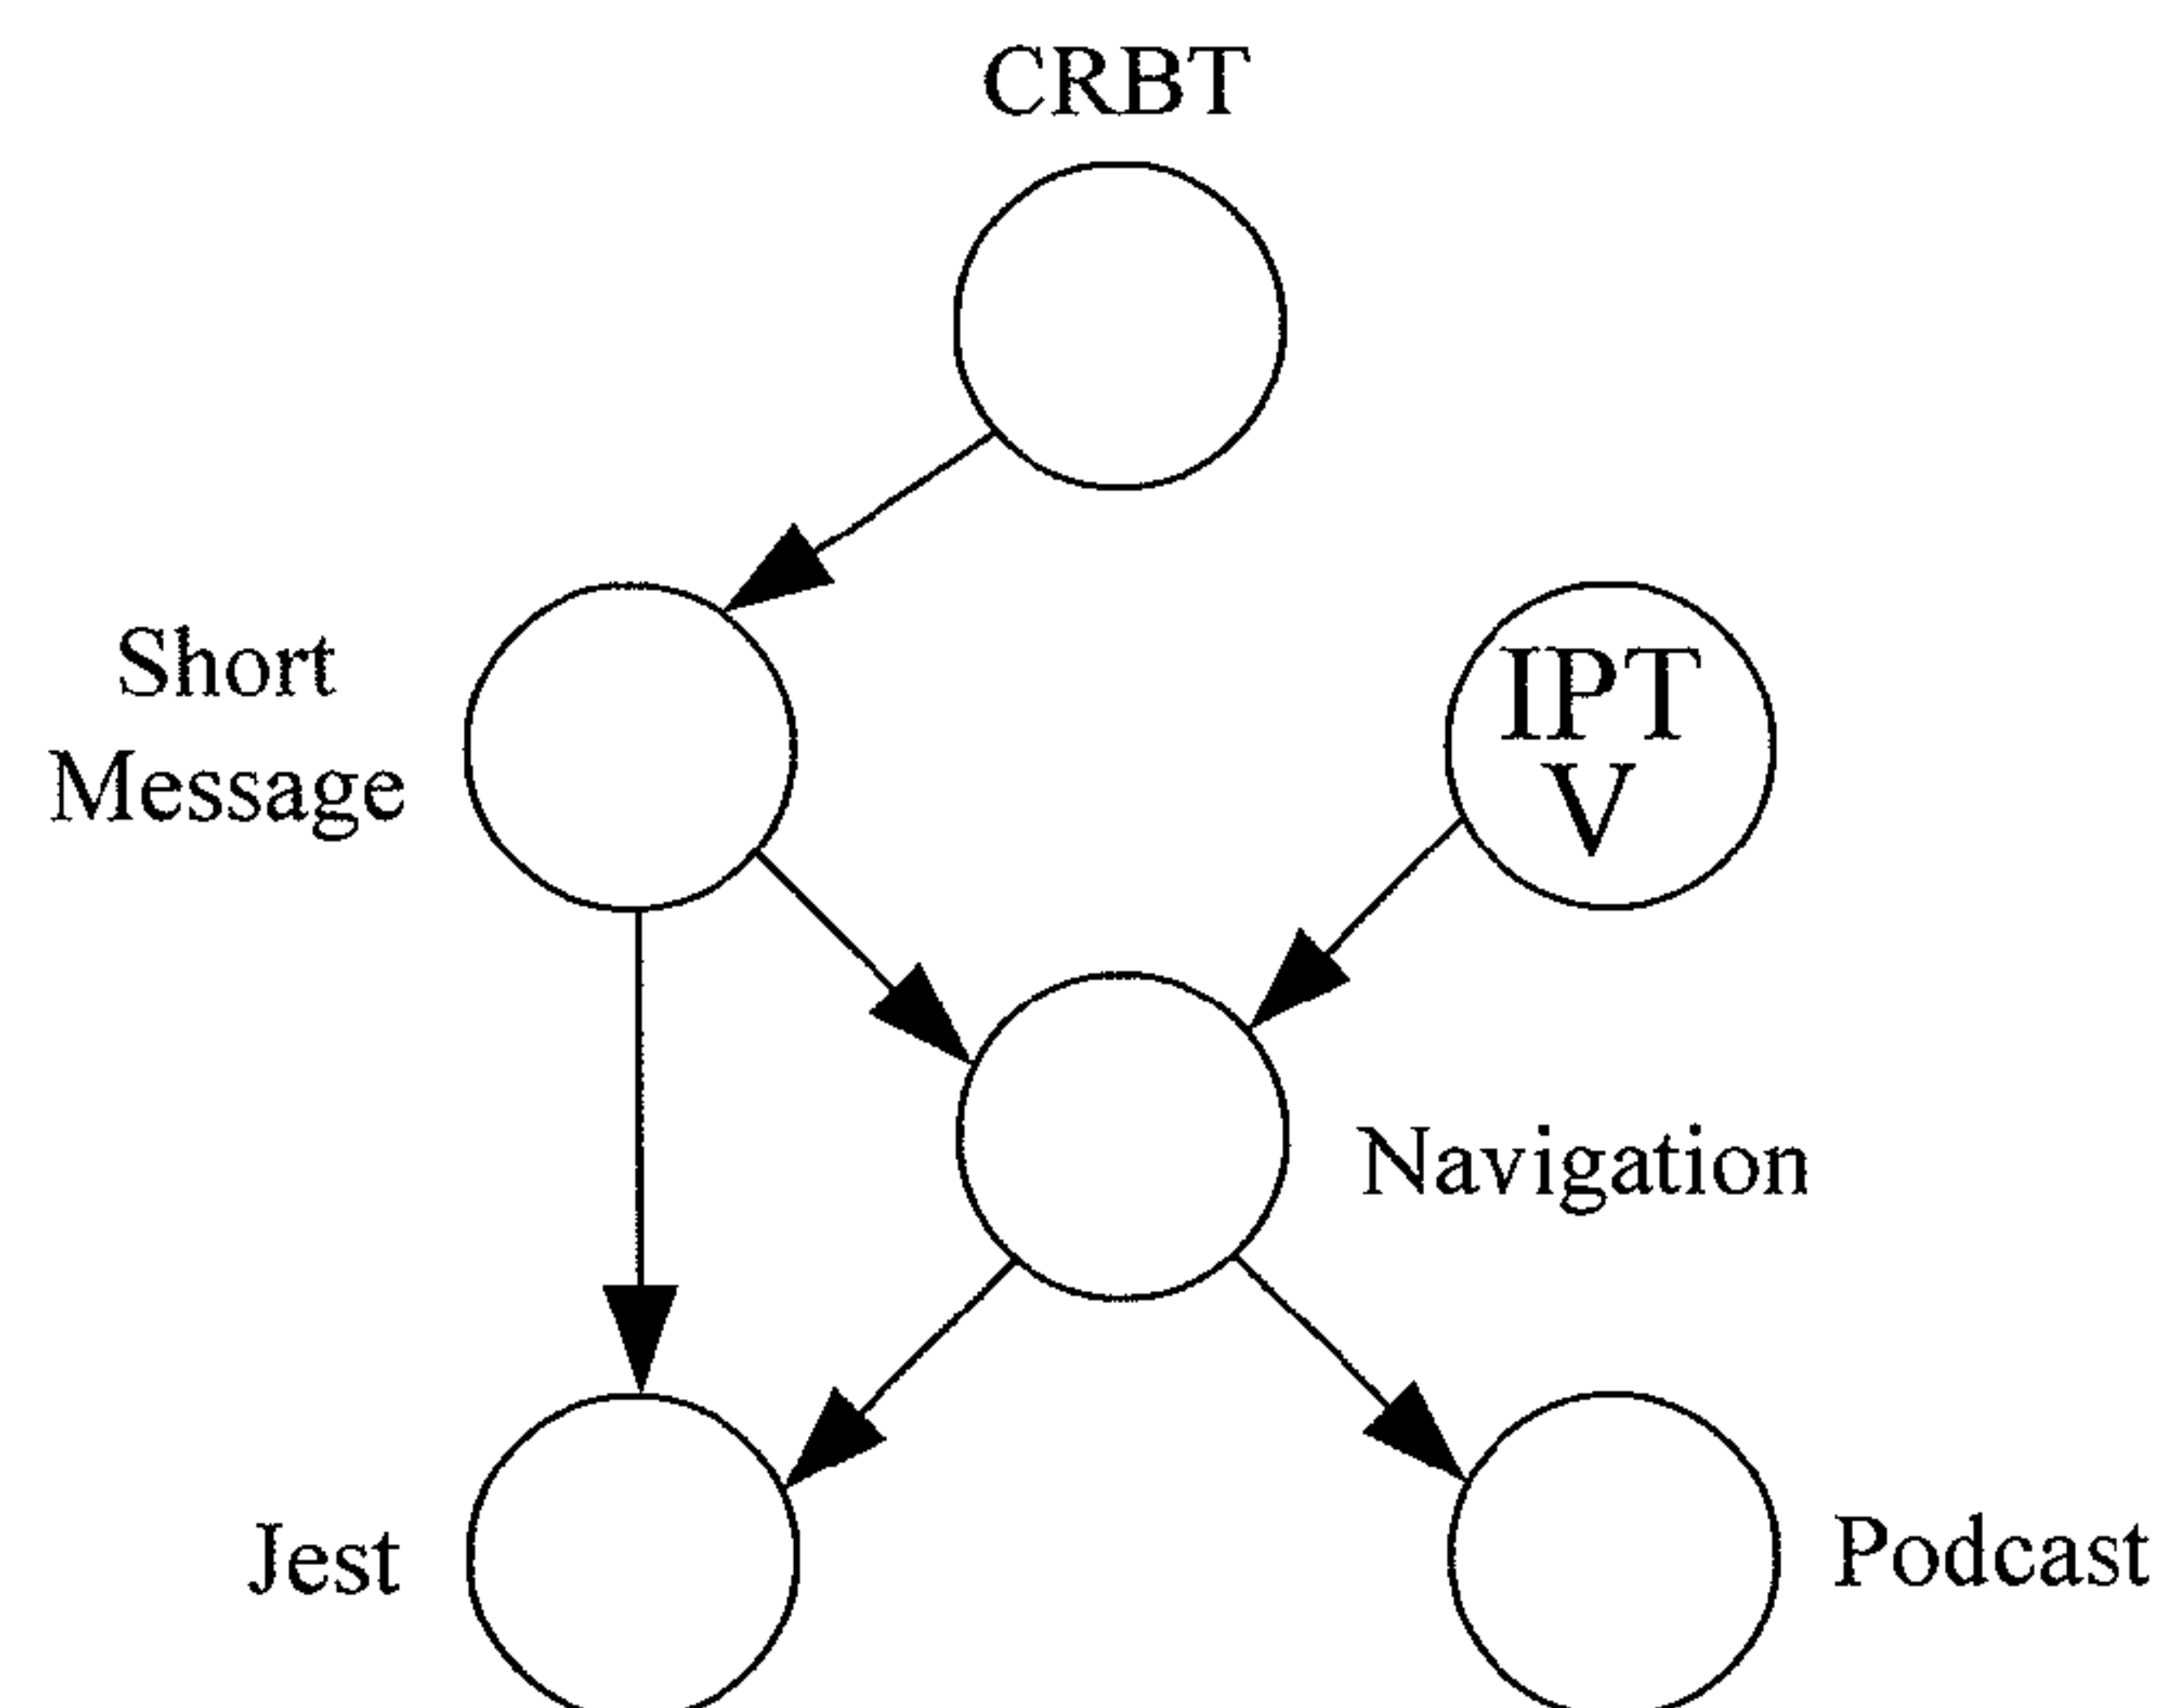 CRBT
Short
Message
IPT
V
Navigation
Jest
Podcast